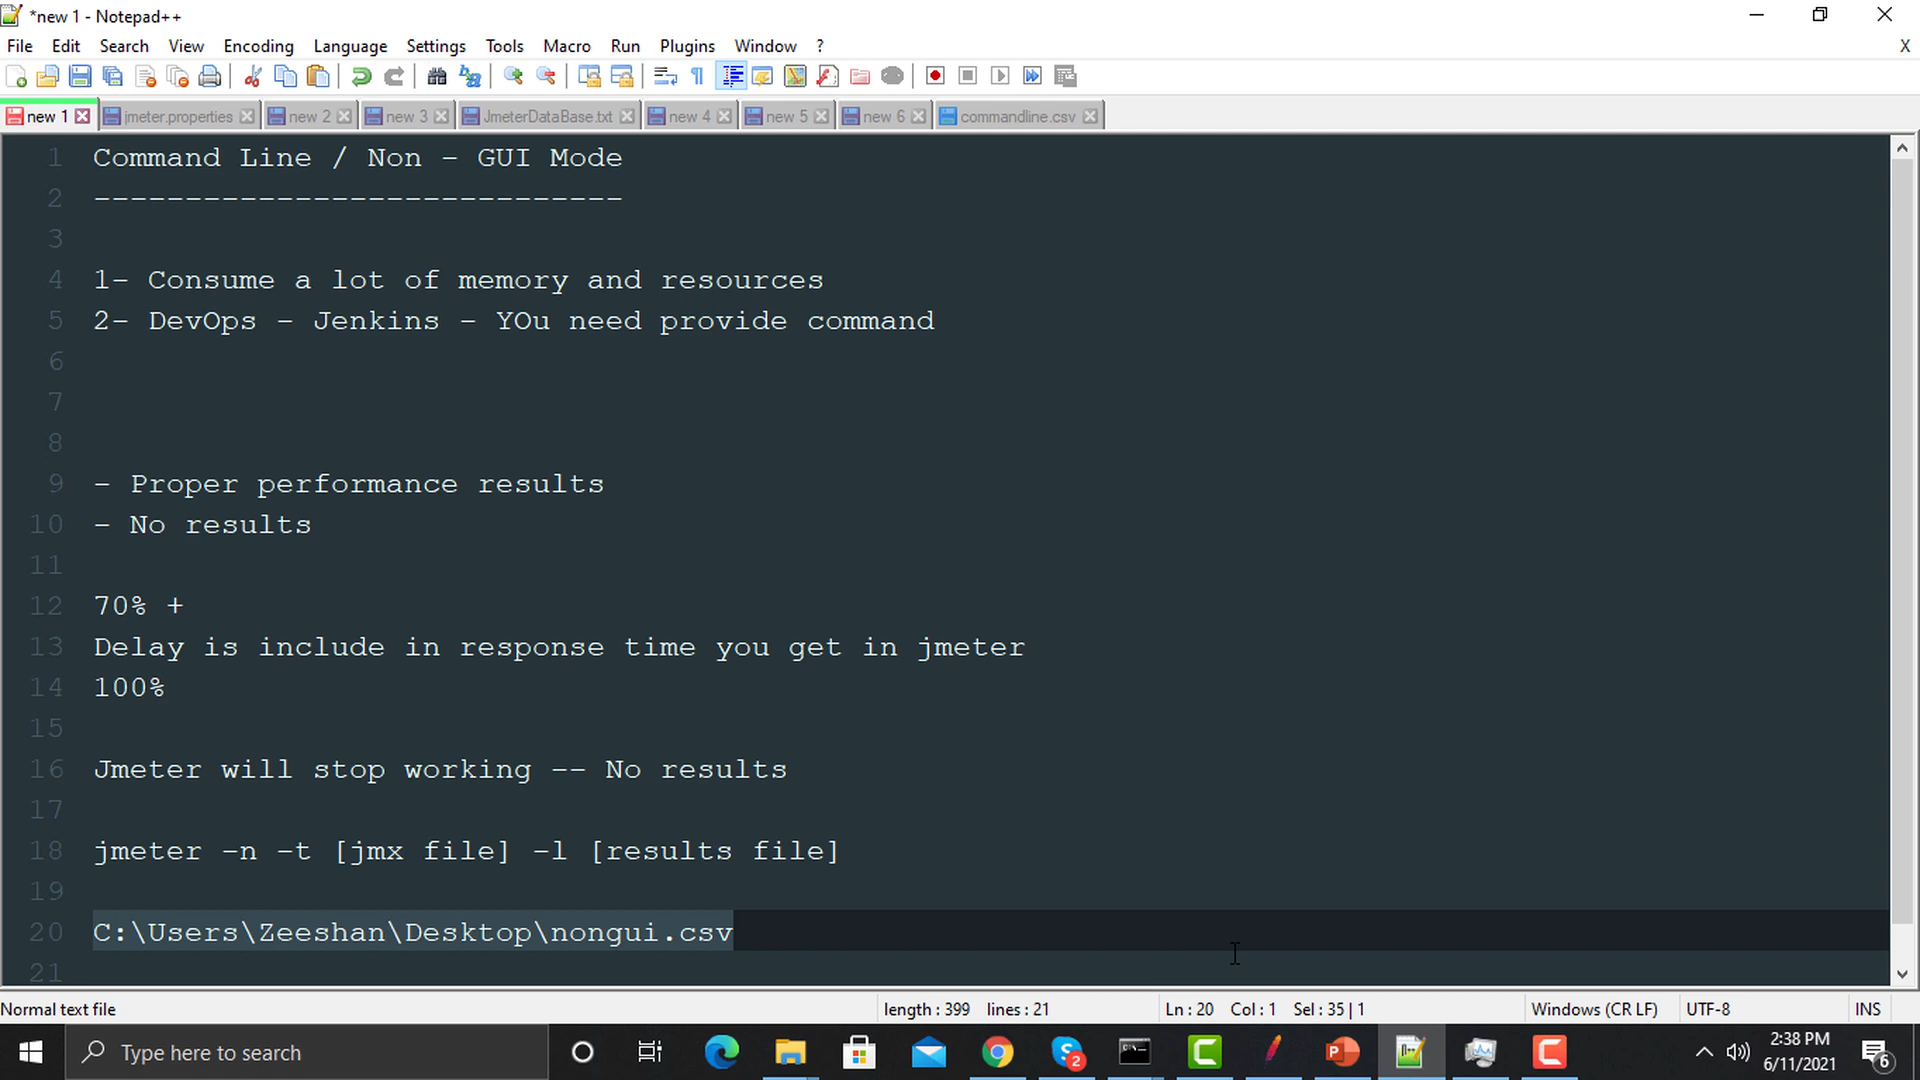 *new 1 - Notepad++
File Edit Search View Encoding Language Settings Tools Macro Run Plugins Window ? X
new 1 jmeter.properties new 2 new 3 JmeterDataBase.txt new 4 new 5 new 6 commandline.csv
1 Command Line / Non - GUI Mode
2 -----------------------------
3
4 1- Consume a lot of memory and resources
5 2- DevOps - Jenkins - YOu need provide command
6
7
8
9 - Proper performance results
10 - No results
11
12 70% +
13 Delay is include in response time you get in jmeter
14 100%
15
16 Jmeter will stop working -- No results
17
18 jmeter -n -t [jmx file] -l [results file]
19
20 C:\Users\Zeeshan\Desktop\nongui.csv
21
Normal text file length : 399 lines : 21 Ln : 20 Col : 1 Sel : 35 | 1 Windows (CR LF) UTF-8 INS
Type here to search 2 2:38 PM 6
6/11/2021